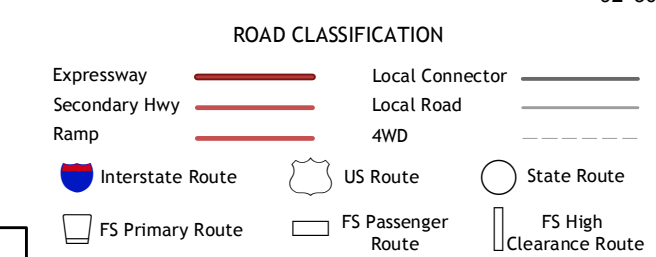 ROAD CLASSIFICATION
Expressway
Local Connector
Secondary Hwy
Local Road
Ramp
4WD
Interstate Route
US Route
State Route
FS Primary Route
FS Passenger
Route
FS High
Clearance Route